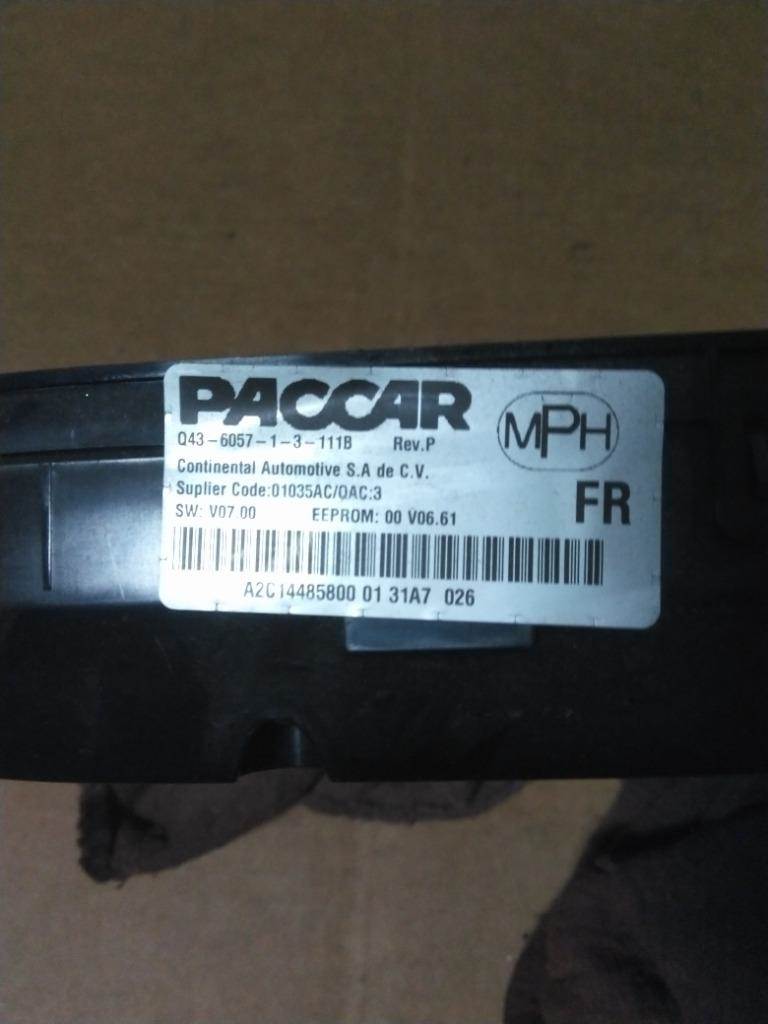 PACCAR
MPH
Q43-6057-1-3-111B Rev.P
Continental Automotive S.A de C.V.
Suplier Code:01035AC/QAC:3
FR
SW: V07.00 EEPROM: 00 V06.61
A2C14485800 01 31A7 026